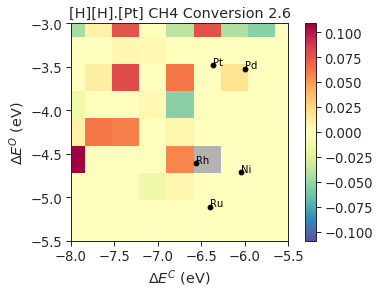 [H][H].[Pt] CH4 Conversion 2.6
ΔE^O (eV)
−3.0
−3.5
−4.0
−4.5
−5.0
−5.5
Pt
Pd
Rh
Ni
Ru
−8.0 −7.5 −7.0 −6.5 −6.0 −5.5
ΔE^C (eV)
0.100
0.075
0.050
0.025
0.000
−0.025
−0.050
−0.075
−0.100